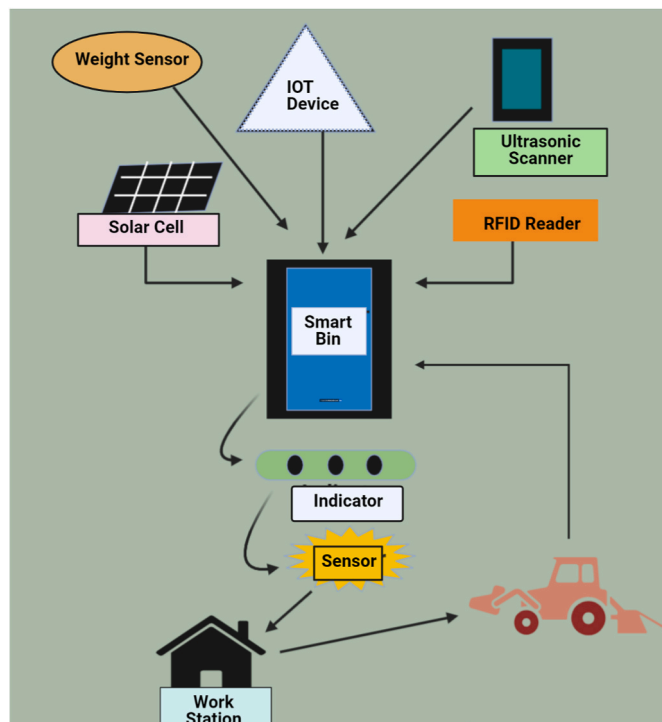 Weight Sensor
IOT
Device
Ultrasonic
Scanner
Solar Cell
RFID Reader
Smart
Bin
Indicator
Sensor
Work
Station